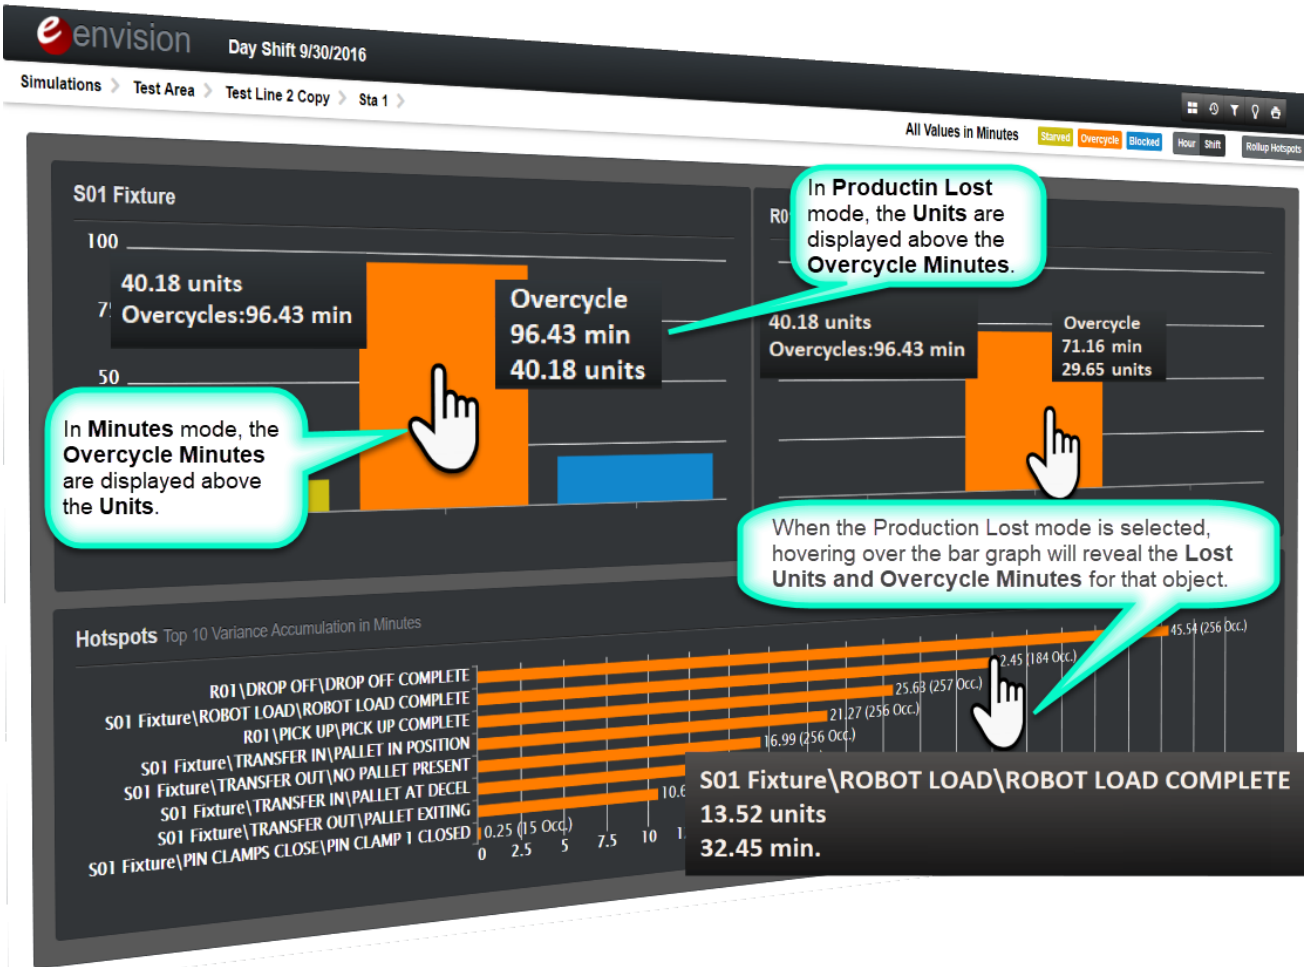 e envision
Day Shift 9/30/2016
Simulations
Test Area
Test Line 2 Copy
Sta 1
All Values in Minutes
Starved
Overcycle
Blocked
Hour
Shift
Rollup Hotspots
S01 Fixture
100
50
40.18 units
Overcycles:96.43 min
Overcycle
96.43 min
40.18 units
In Productin Lost
mode, the Units are
displayed above the
Overcycle Minutes.
In Minutes mode, the
Overcycle Minutes
are displayed above
the Units.
40.18 units
Overcycles:96.43 min
Overcycle
71.16 min
29.65 units
When the Production Lost mode is selected,
hovering over the bar graph will reveal the Lost
Units and Overcycle Minutes for that object.
Hotspots Top 10 Variance Accumulation in Minutes
R01\DROP OFF\DROP OFF COMPLETE
45.54 (256 Occ.)
S01 Fixture\ROBOT LOAD\ROBOT LOAD COMPLETE
2.45 (184 Occ.)
R01\PICK UP\PICK UP COMPLETE
25.63 (257 Occ.)
S01 Fixture\TRANSFER IN\PALLET IN POSITION
21.27 (256 Occ.)
S01 Fixture\TRANSFER OUT\NO PALLET PRESENT
16.99 (256 Occ.)
S01 Fixture\TRANSFER IN\PALLET AT DECEL
S01 Fixture\TRANSFER OUT\PALLET EXITING
10.6
S01 Fixture\PIN CLAMPS CLOSE\PIN CLAMP 1 CLOSED
0.25 (15 Occ.)
0 2.5 5 7.5 10
S01 Fixture\ROBOT LOAD\ROBOT LOAD COMPLETE
13.52 units
32.45 min.